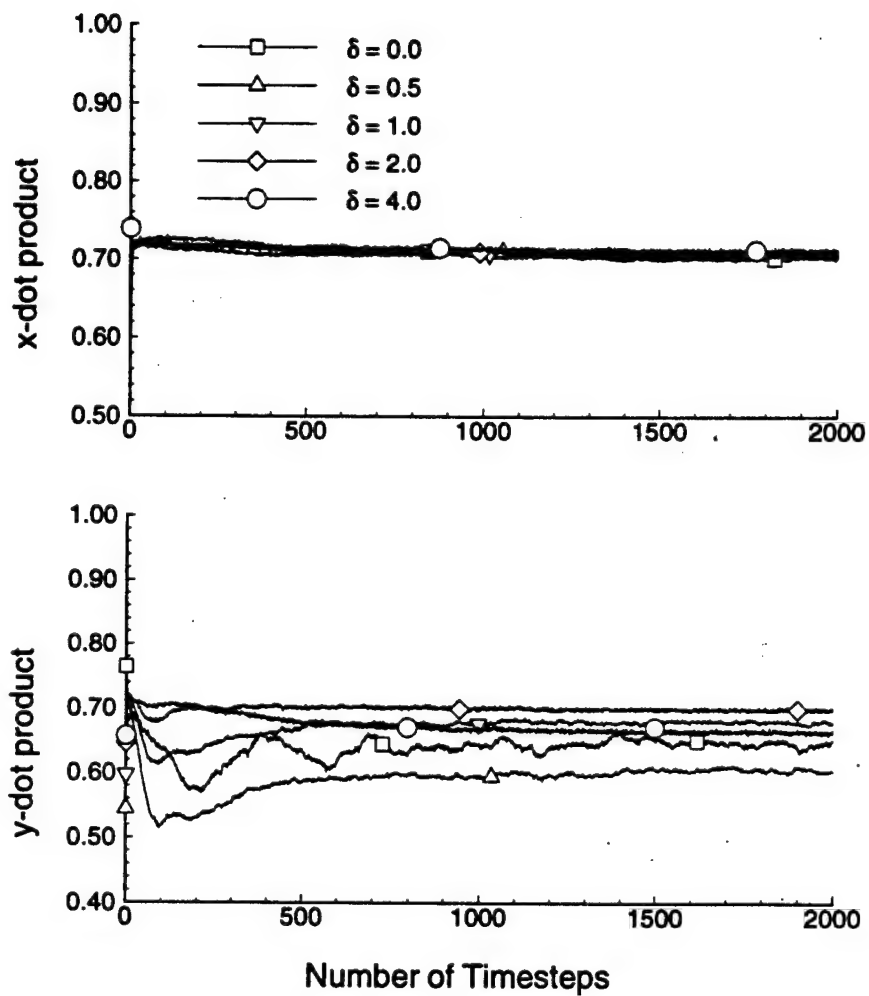 1.00
δ = 0.0
δ = 0.5
0.90
δ = 1.0
δ = 2.0
0.80
δ = 4.0
x-dot product
0.70
0.60
0.50
0 500 1000 1500 2000
1.00
0.90
0.80
y-dot product
0.70
0.60
0.50
0.40
0 500 1000 1500 2000
Number of Timesteps